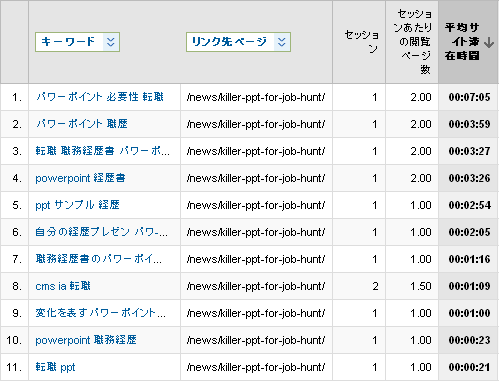 キーワード リンク先ページ セッション セッションあたりの閲覧ページ数 平均サイト滞在時間
1. パワーポイント 必要性 転職 /news/killer-ppt-for-job-hunt/ 1 2.00 00:07:05
2. パワーポイント 職歴 /news/killer-ppt-for-job-hunt/ 1 2.00 00:03:59
3. 転職 職務経歴書 パワーポ... /news/killer-ppt-for-job-hunt/ 1 2.00 00:03:27
4. powerpoint 経歴書 /news/killer-ppt-for-job-hunt/ 1 2.00 00:03:26
5. ppt サンプル 経歴 /news/killer-ppt-for-job-hunt/ 1 1.00 00:02:54
6. 自分の経歴プレゼン パワ-... /news/killer-ppt-for-job-hunt/ 1 1.00 00:02:05
7. 職務経歴書のパワーポイ... /news/killer-ppt-for-job-hunt/ 1 1.00 00:01:16
8. cms ia 転職 /news/killer-ppt-for-job-hunt/ 2 1.50 00:01:09
9. 変化を表すパワーポイント... /news/killer-ppt-for-job-hunt/ 1 1.00 00:01:00
10. powerpoint 職務経歴 /news/killer-ppt-for-job-hunt/ 1 1.00 00:00:23
11. 転職 ppt /news/killer-ppt-for-job-hunt/ 1 1.00 00:00:21